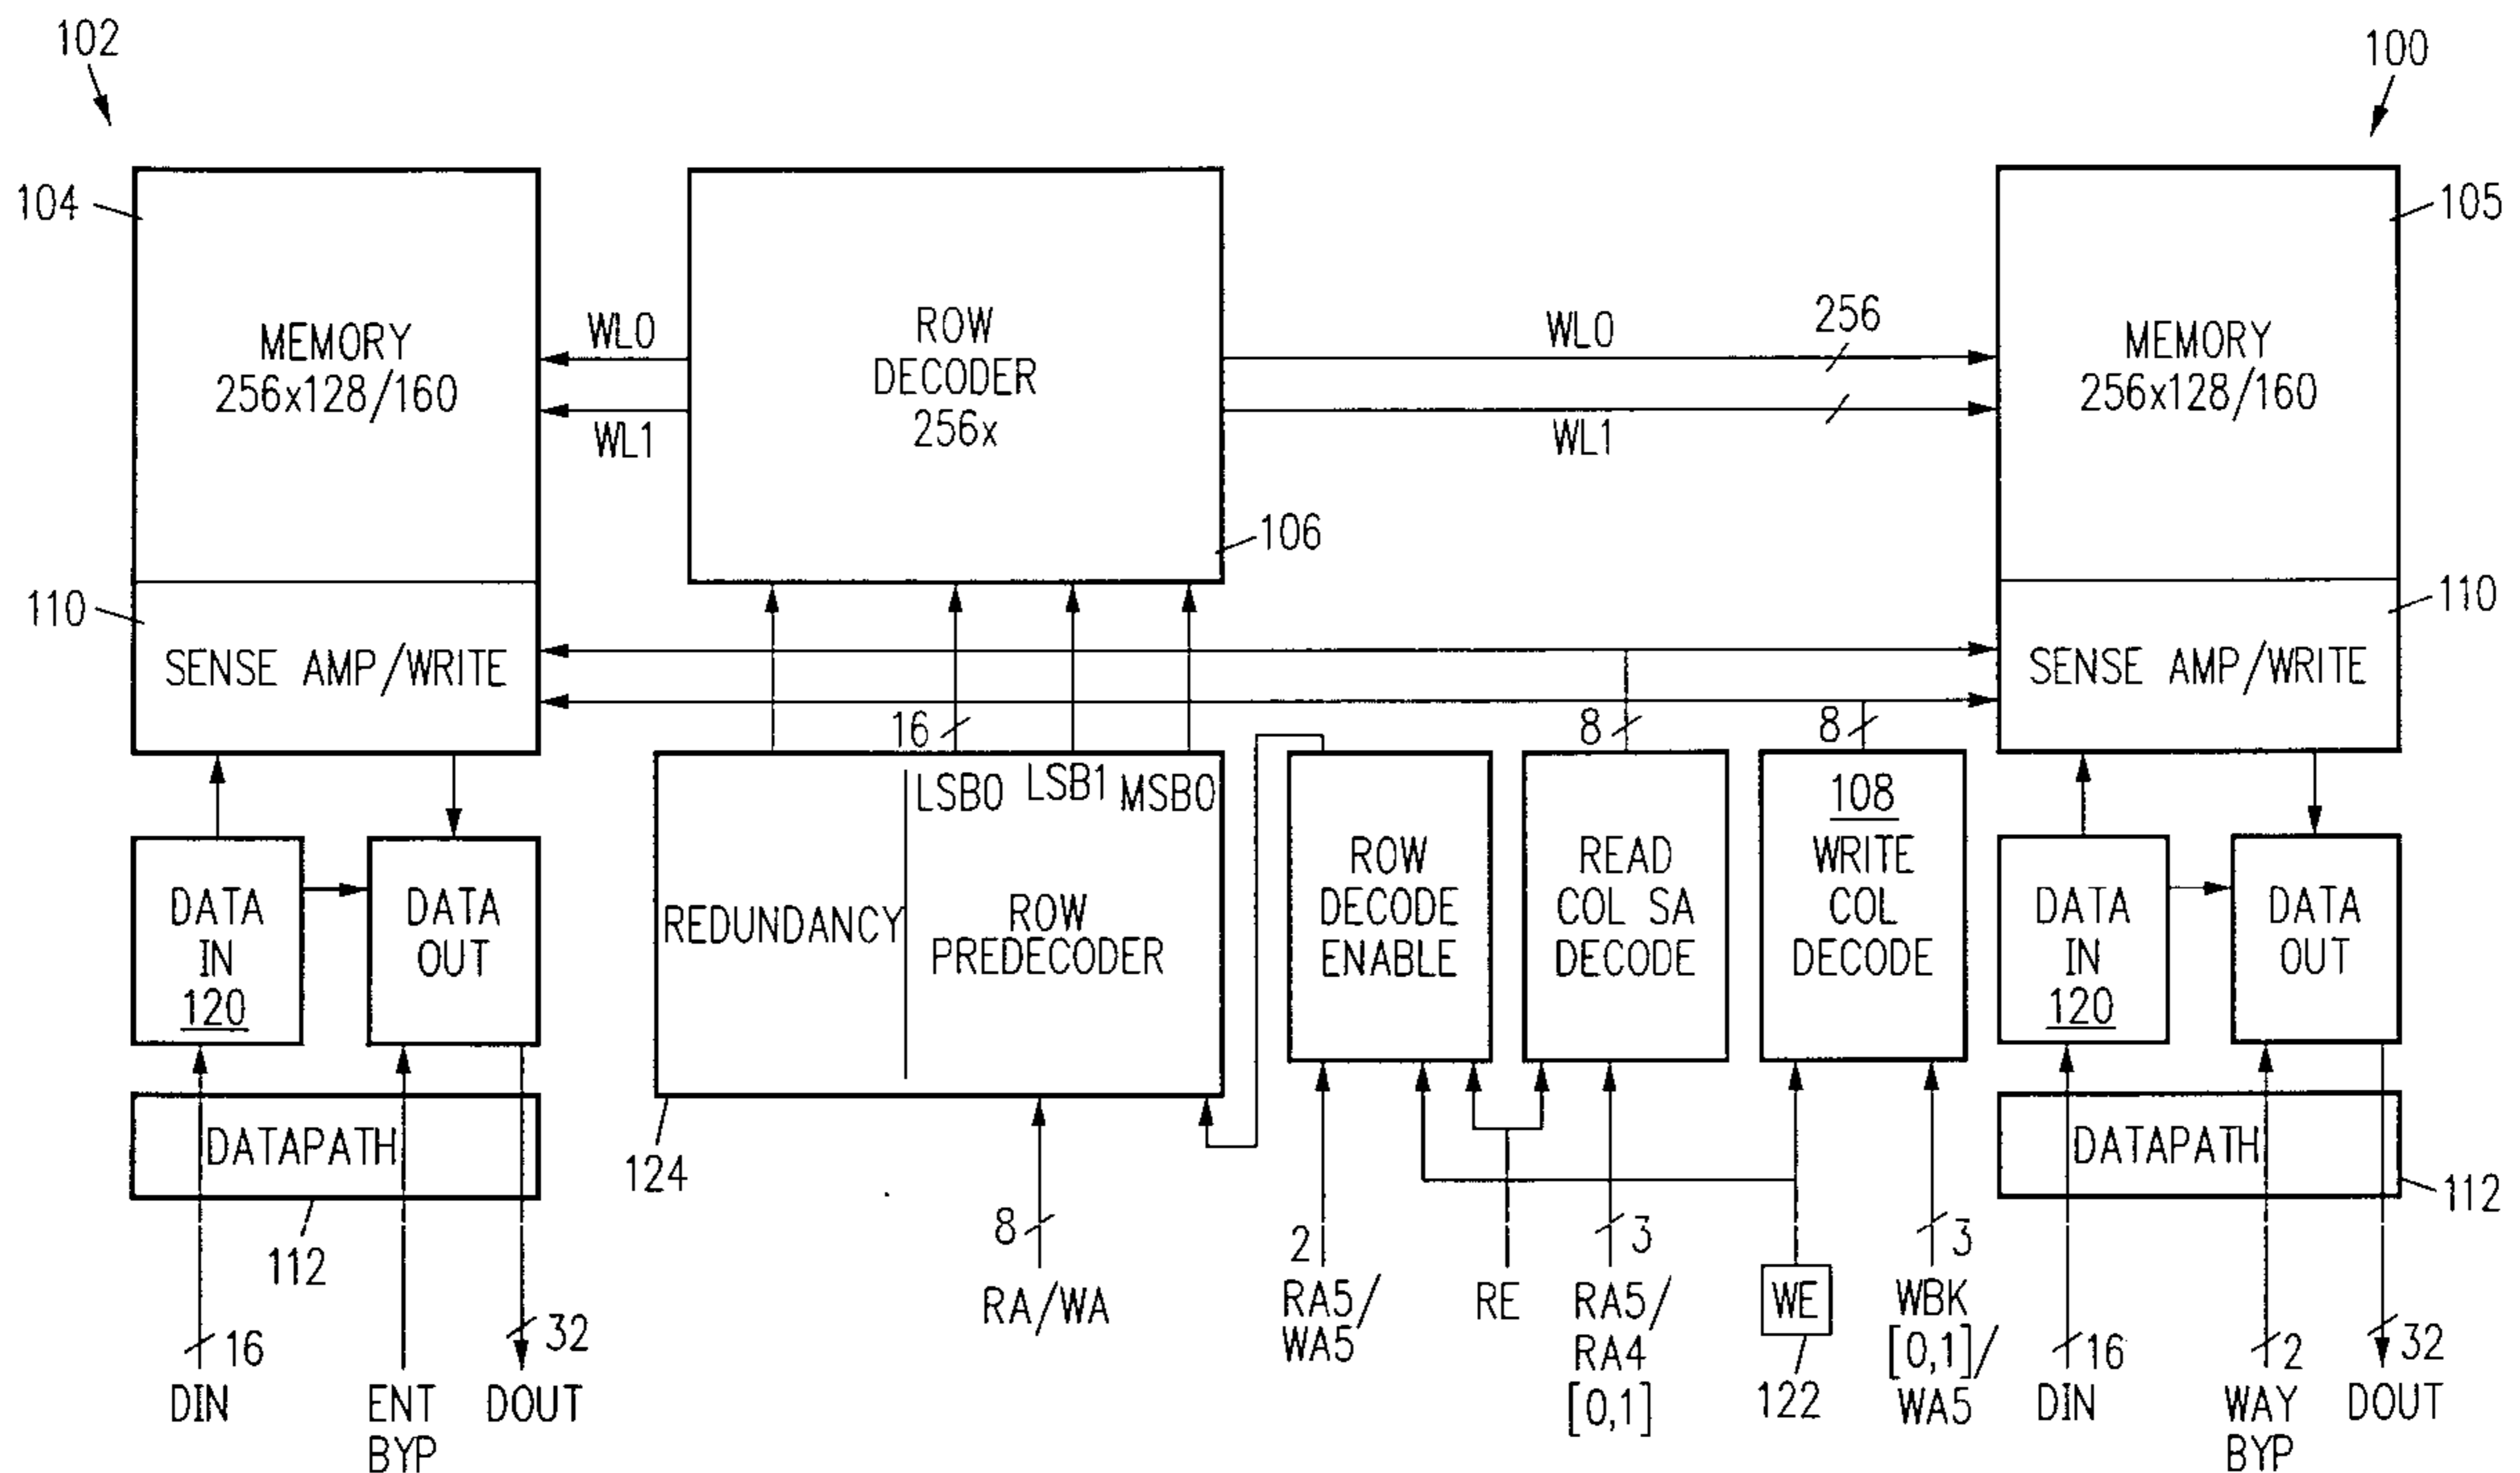 102
100
104
105
MEMORY
256x128/160
WL0
WL1
ROW
DECODER
256x
106
WL0
256
WL1
MEMORY
256x128/160
110
SENSE AMP/WRITE
110
SENSE AMP/WRITE
16
8
8
DATA
IN
120
DATA
OUT
REDUNDANCY
LSB0
LSB1
MSB0
ROW
PREDECODER
ROW
DECODE
ENABLE
READ
COL SA
DECODE
108
WRITE
COL
DECODE
DATA
IN
120
DATA
OUT
DATAPATH
112
124
DATAPATH
112
16
DIN
ENT
BYP
32
DOUT
8
RA/WA
2
RA5/
WA5
RE
3
RA5/
RA4
[0,1]
WE
122
3
WBK
[0,1]/
WA5
16
DIN
2
WAY
BYP
32
DOUT